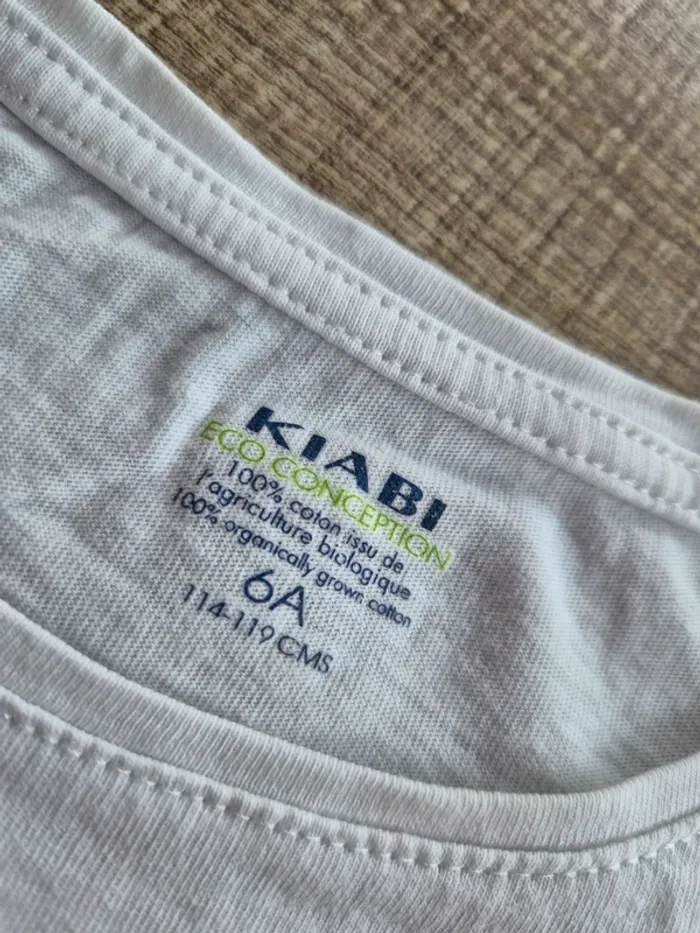 KIABI
ECO CONCEPTION
100% coton issu de
l'agriculture biologique
100% organically grown cotton
6A
114-119 CMS